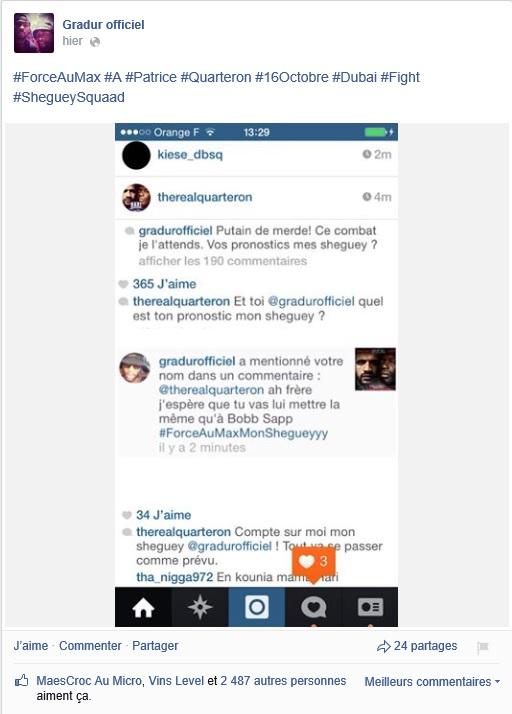 Gradur officiel
hier
#ForceAuMax #A #Patrice #Quarteron #16Octobre #Dubai #Fight
#ShegueySquaad
Orange F 13:29
kiese_dbsq 2m
therealquarteron 4m
gradurofficiel Putain de merde! Ce combat
je l'attends. Vos pronostics mes sheguey ?
afficher les 190 commentaires
365 J'aime
therealquarteron Et toi @gradurofficiel quel
est ton pronostic mon sheguey ?
gradurofficiel a mentionné votre
nom dans un commentaire :
@therealquarteron ah frère
j'espère que tu vas lui mettre la
même qu'à Bobb Sapp
#ForceAuMaxMonShegueyyy
il y a 2 minutes
34 J'aime
therealquarteron Compte sur moi mon
sheguey @gradurofficiel ! Tout va se passer
comme prévu.
3
tha_nigga972 En kounia
J'aime · Commenter · Partager 24 partages
MaesCroc Au Micro, Vins Level et 2 487 autres personnes
aiment ça.
Meilleurs commentaires